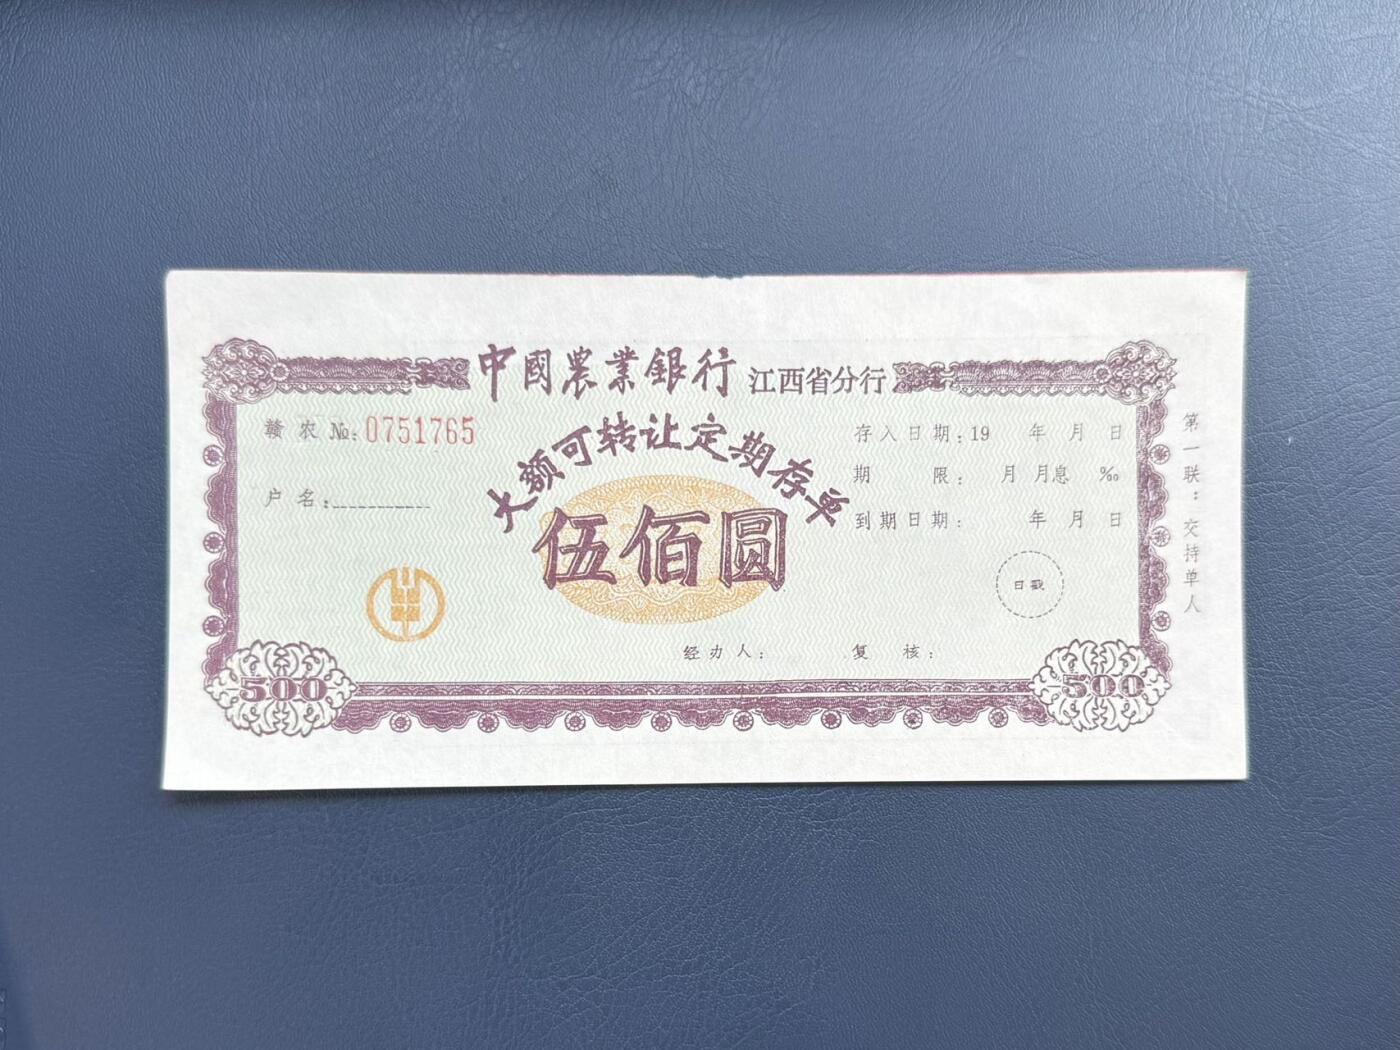 中國農業銀行 江西省分行
赣农 №: 0751765
大额可转让定期存单
伍佰圆
户名:
存入日期: 19 年 月 日
期 限: 月 月息 ‰
到期日期: 年 月 日
日戳
经办人: 复 核:
500 500
第一联:交持单人